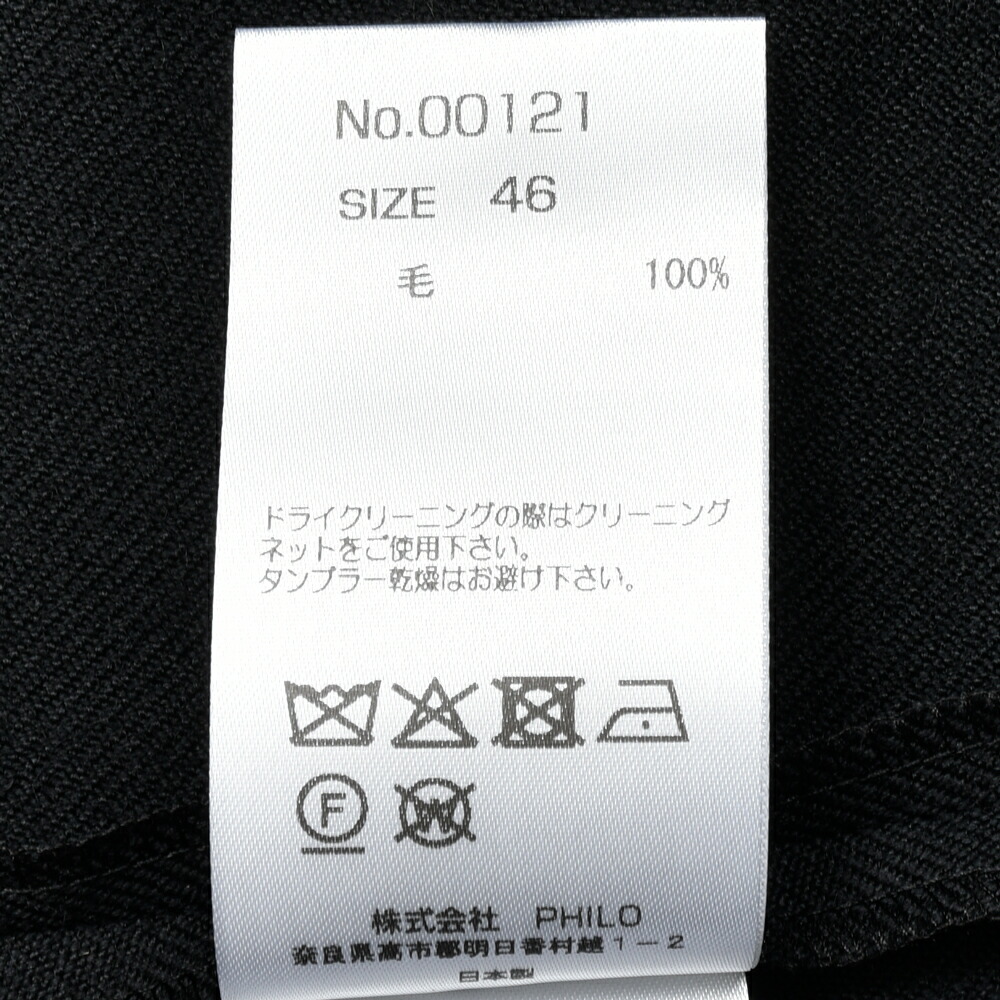 No.00121
SIZE 46
毛 100%
ドライクリーニングの際はクリーニング
ネットをご使用下さい。
タンブラー乾燥はお避け下さい。
F
W
株式会社 PHILO
奈良県高市郡明日香村越1-2
日本製